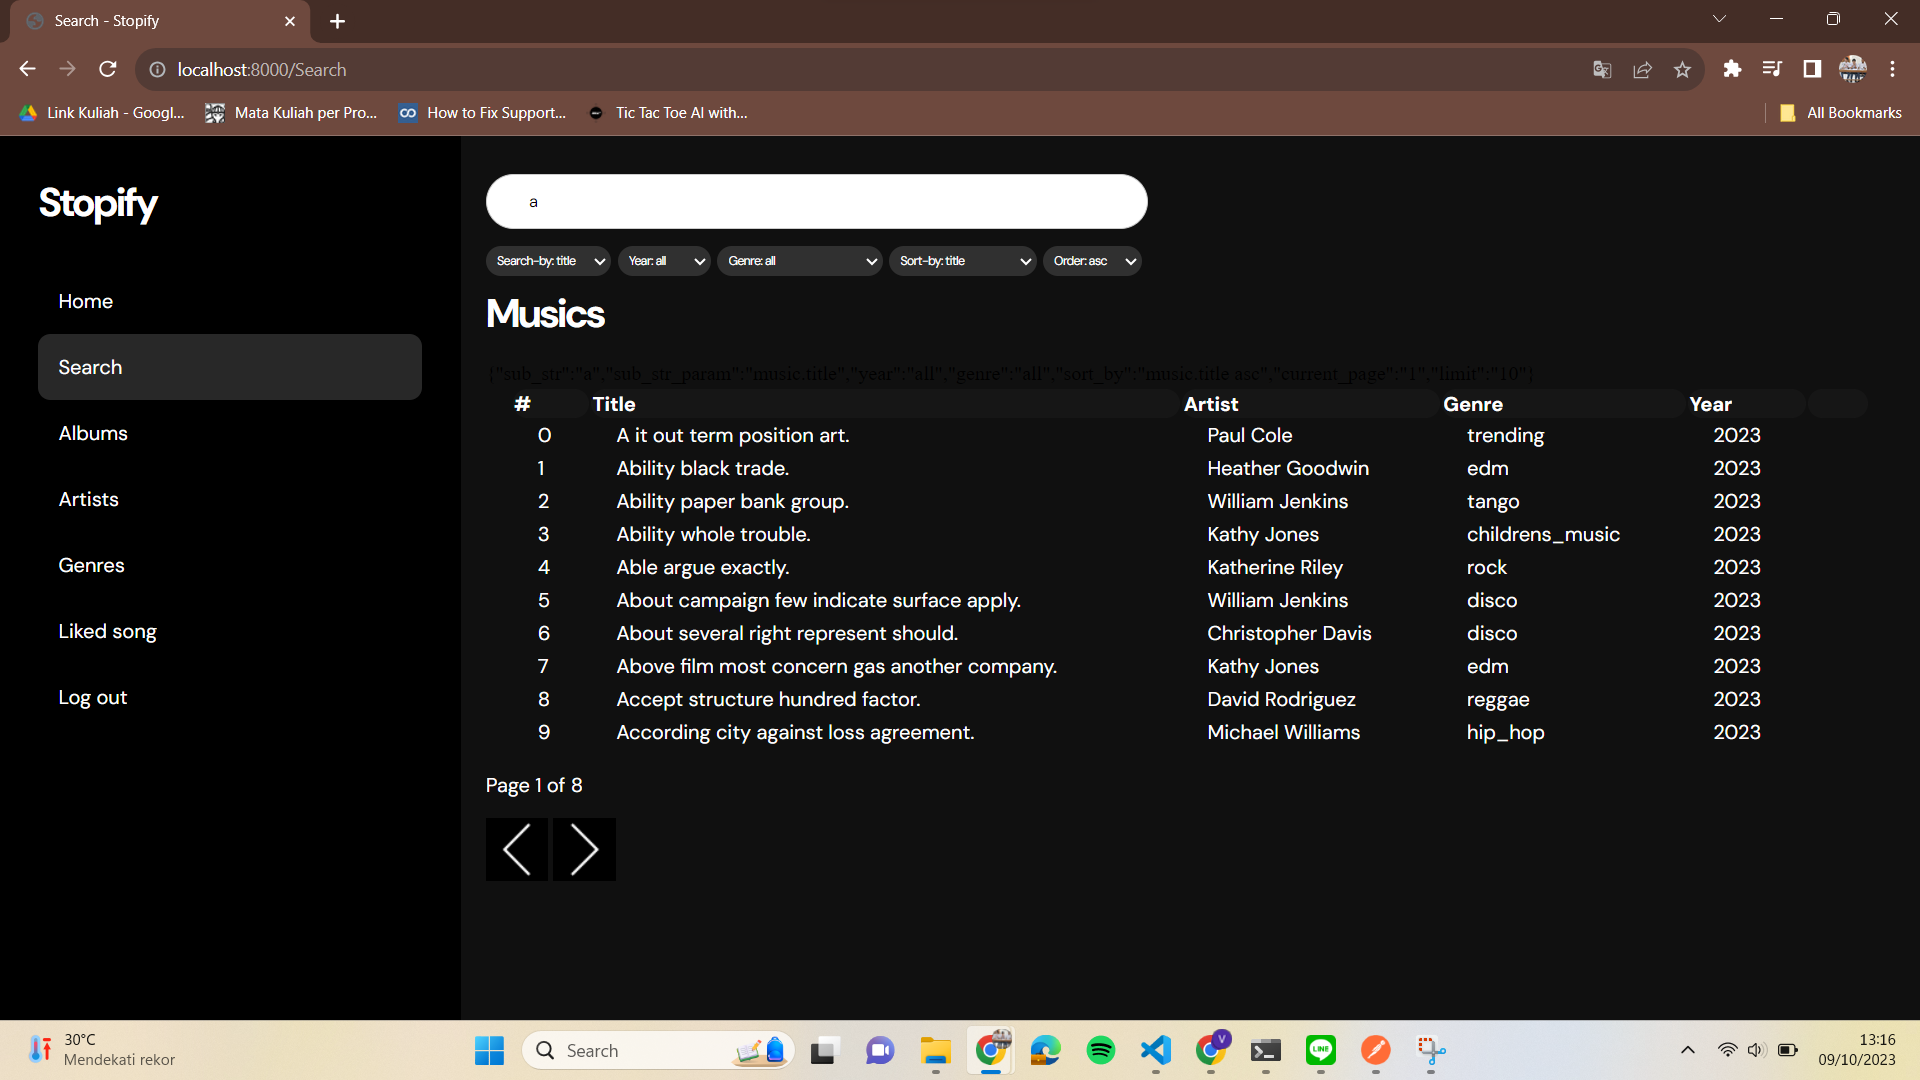 Search - Stopify
localhost:8000/Search
Link Kuliah - Googl... Mata Kuliah per Pro... How to Fix Support... Tic Tac Toe AI with... All Bookmarks
Stopify
Home
Search
Albums
Artists
Genres
Liked song
Log out
a
Search-by: title Year: all Genre: all Sort-by: title Order: asc
Musics
{"sub_str":"a","sub_str_param":"music.title","year":"all","genre":"all","sort_by":"music.title asc","current_page":"1","limit":"10"}
# Title Artist Genre Year
0 A it out term position art. Paul Cole trending 2023
1 Ability black trade. Heather Goodwin edm 2023
2 Ability paper bank group. William Jenkins tango 2023
3 Ability whole trouble. Kathy Jones childrens_music 2023
4 Able argue exactly. Katherine Riley rock 2023
5 About campaign few indicate surface apply. William Jenkins disco 2023
6 About several right represent should. Christopher Davis disco 2023
7 Above film most concern gas another company. Kathy Jones edm 2023
8 Accept structure hundred factor. David Rodriguez reggae 2023
9 According city against loss agreement. Michael Williams hip_hop 2023
Page 1 of 8
30°C
Mendekati rekor
Search
V
LINE
13:16
09/10/2023